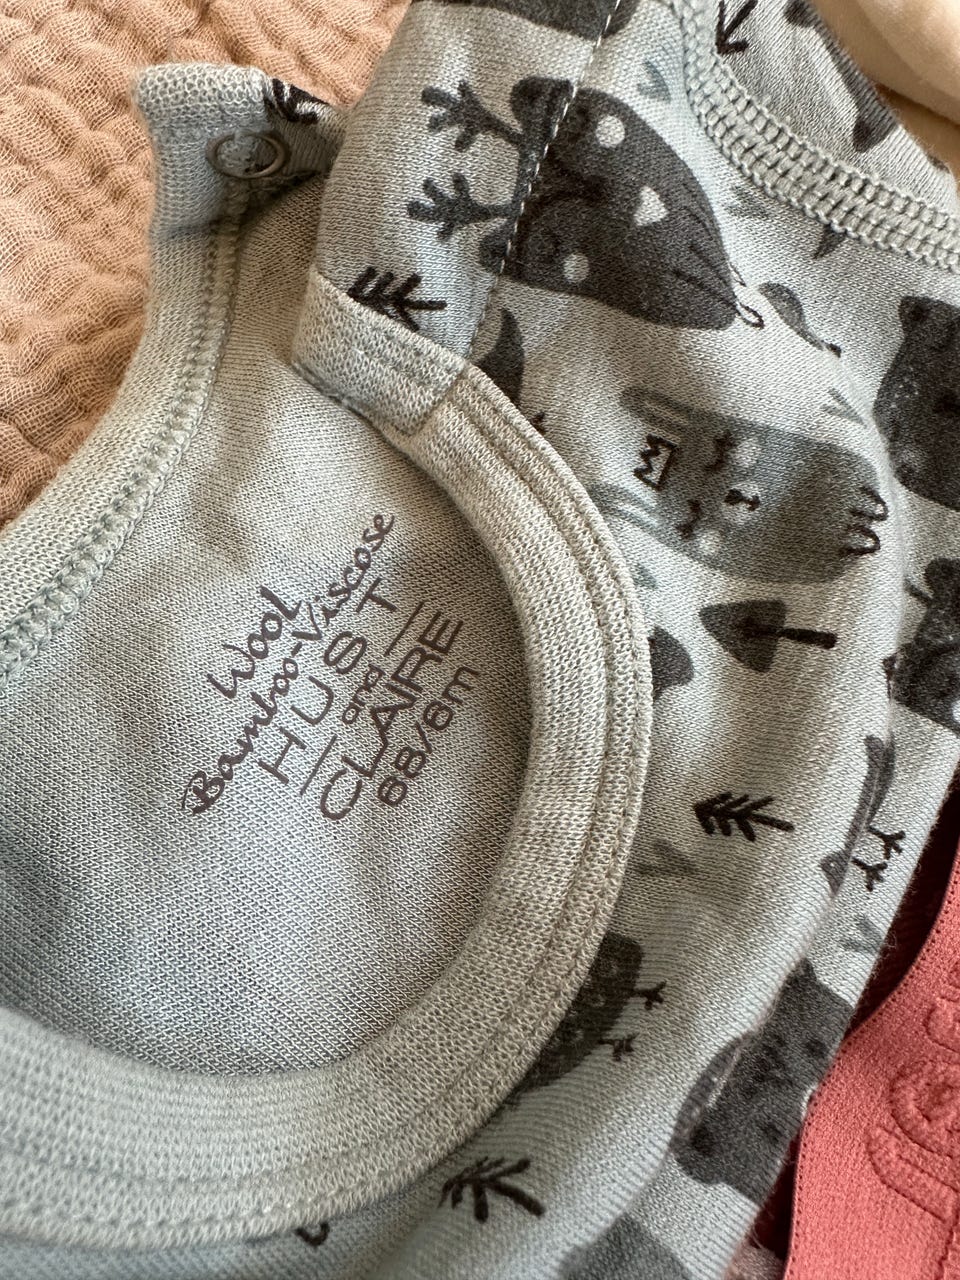 Wool
Bamboo-Viscose
HUST
and
CLAIRE
68/6m